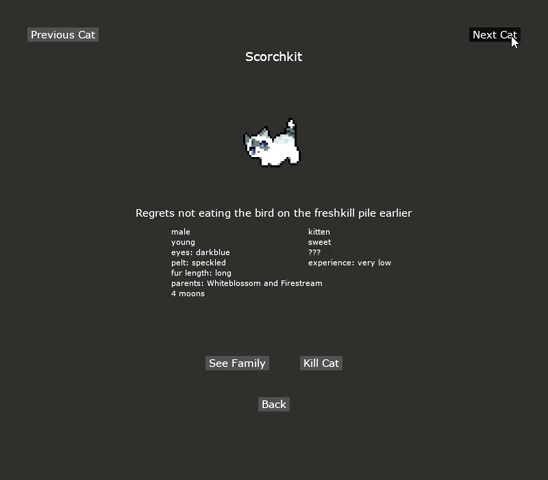 Previous Cat
Next Cat
Scorchkit
Regrets not eating the bird on the freshkill pile earlier
male
young
eyes: darkblue
pelt: speckled
fur length: long
parents: Whiteblossom and Firestream
4 moons
kitten
sweet
???
experience: very low
See Family
Kill Cat
Back